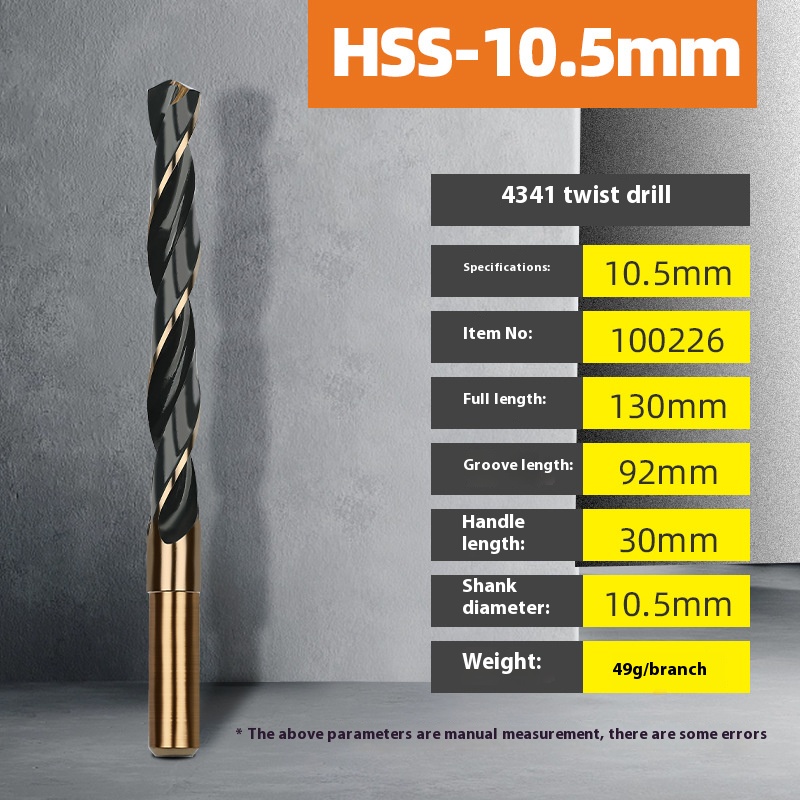 HSS-10.5mm
4341 twist drill
Specifications: 10.5mm
Item No: 100226
Full length: 130mm
Groove length: 92mm
Handle
length: 30mm
Shank
diameter: 10.5mm
Weight: 49g/branch
* The above parameters are manual measurement, there are some errors